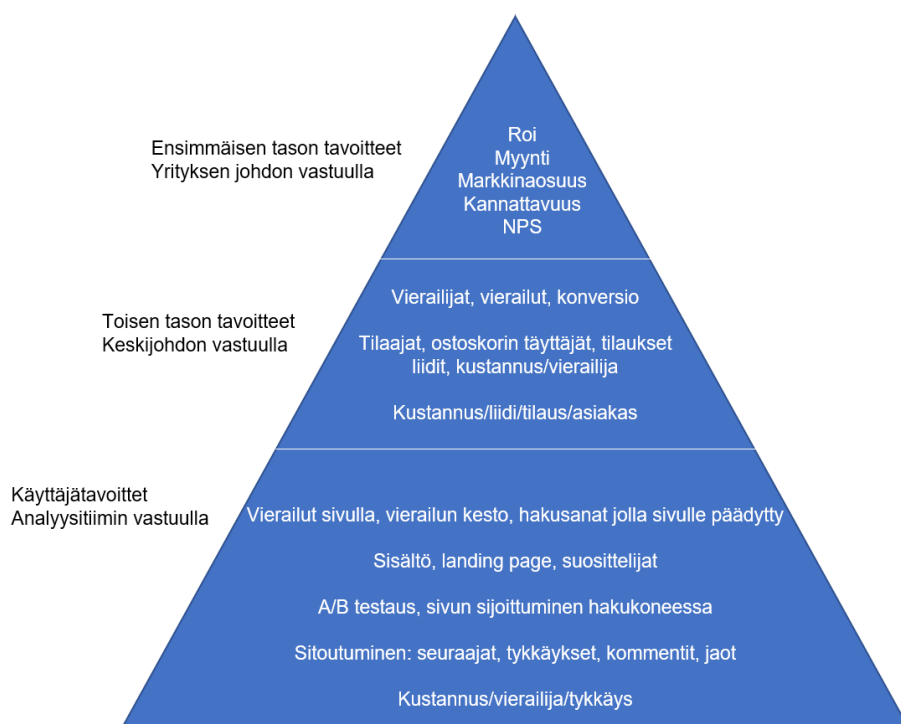 Ensimmäisen tason tavoitteet
Yrityksen johdon vastuulla
Roi
Myynti
Markkinaosuus
Kannattavuus
NPS
Toisen tason tavoitteet
Keskijohdon vastuulla
Vierailijat, vierailut, konversio
Tilaajat, ostoskorin täyttäjät, tilaukset
liidit, kustannus/vierailija
Kustannus/liidi/tilaus/asiakas
Käyttäjätavoittet
Analyysitiimin vastuulla
Vierailut sivulla, vierailun kesto, hakusanat jolla sivulle päädytty
Sisältö, landing page, suosittelijat
A/B testaus, sivun sijoittuminen hakukoneessa
Sitoutuminen: seuraajat, tykkäykset, kommentit, jaot
Kustannus/vierailija/tykkäys